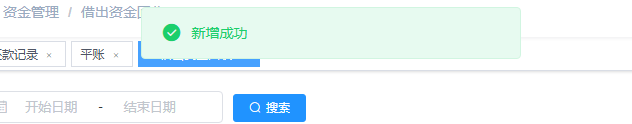 资金管理 / 借出资金
新增成功
款记录 ×
平账 ×
开始日期 - 结束日期 搜索